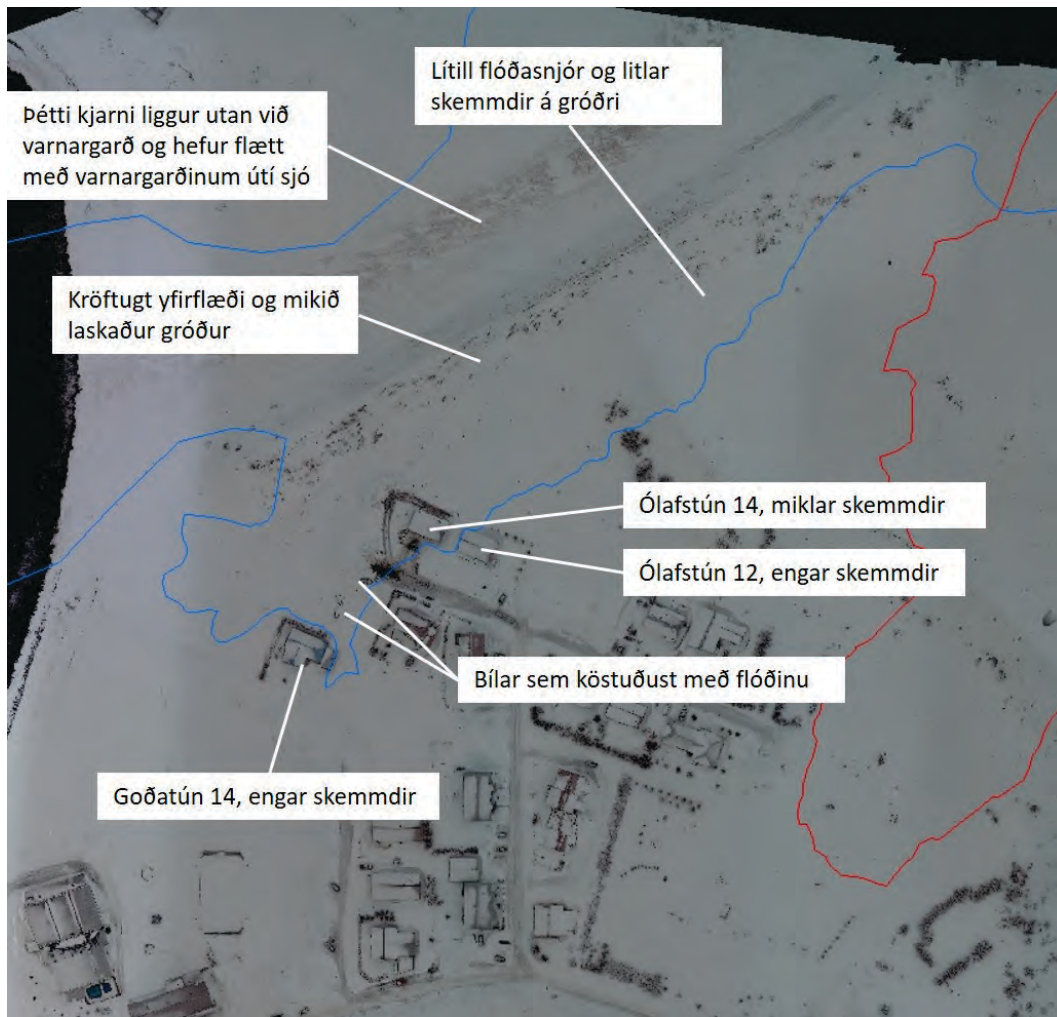 Lítill flóðasnjór og litlar
skemmdir á gróðri
Þétti kjarni liggur utan við
varnargarð og hefur flætt
með varnargarðinum útí sjó
Kröftugt yfirflæði og mikið
laskaður gróður
Ólafstún 14, miklar skemmdir
Ólafstún 12, engar skemmdir
Bílar sem köstuðust með flóðinu
Goðatún 14, engar skemmdir